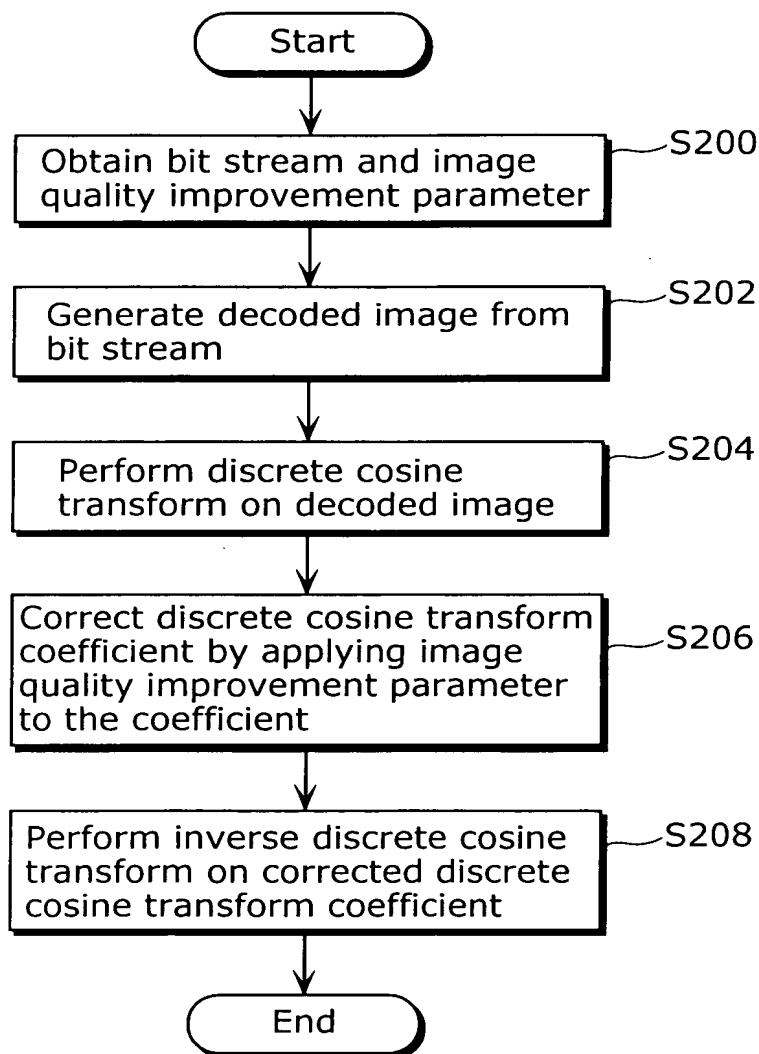 Start
Obtain bit stream and image
quality improvement parameter
S200
Generate decoded image from
bit stream
S202
Perform discrete cosine
transform on decoded image
S204
Correct discrete cosine transform
coefficient by applying image
quality improvement parameter
to the coefficient
S206
Perform inverse discrete cosine
transform on corrected discrete
cosine transform coefficient
S208
End